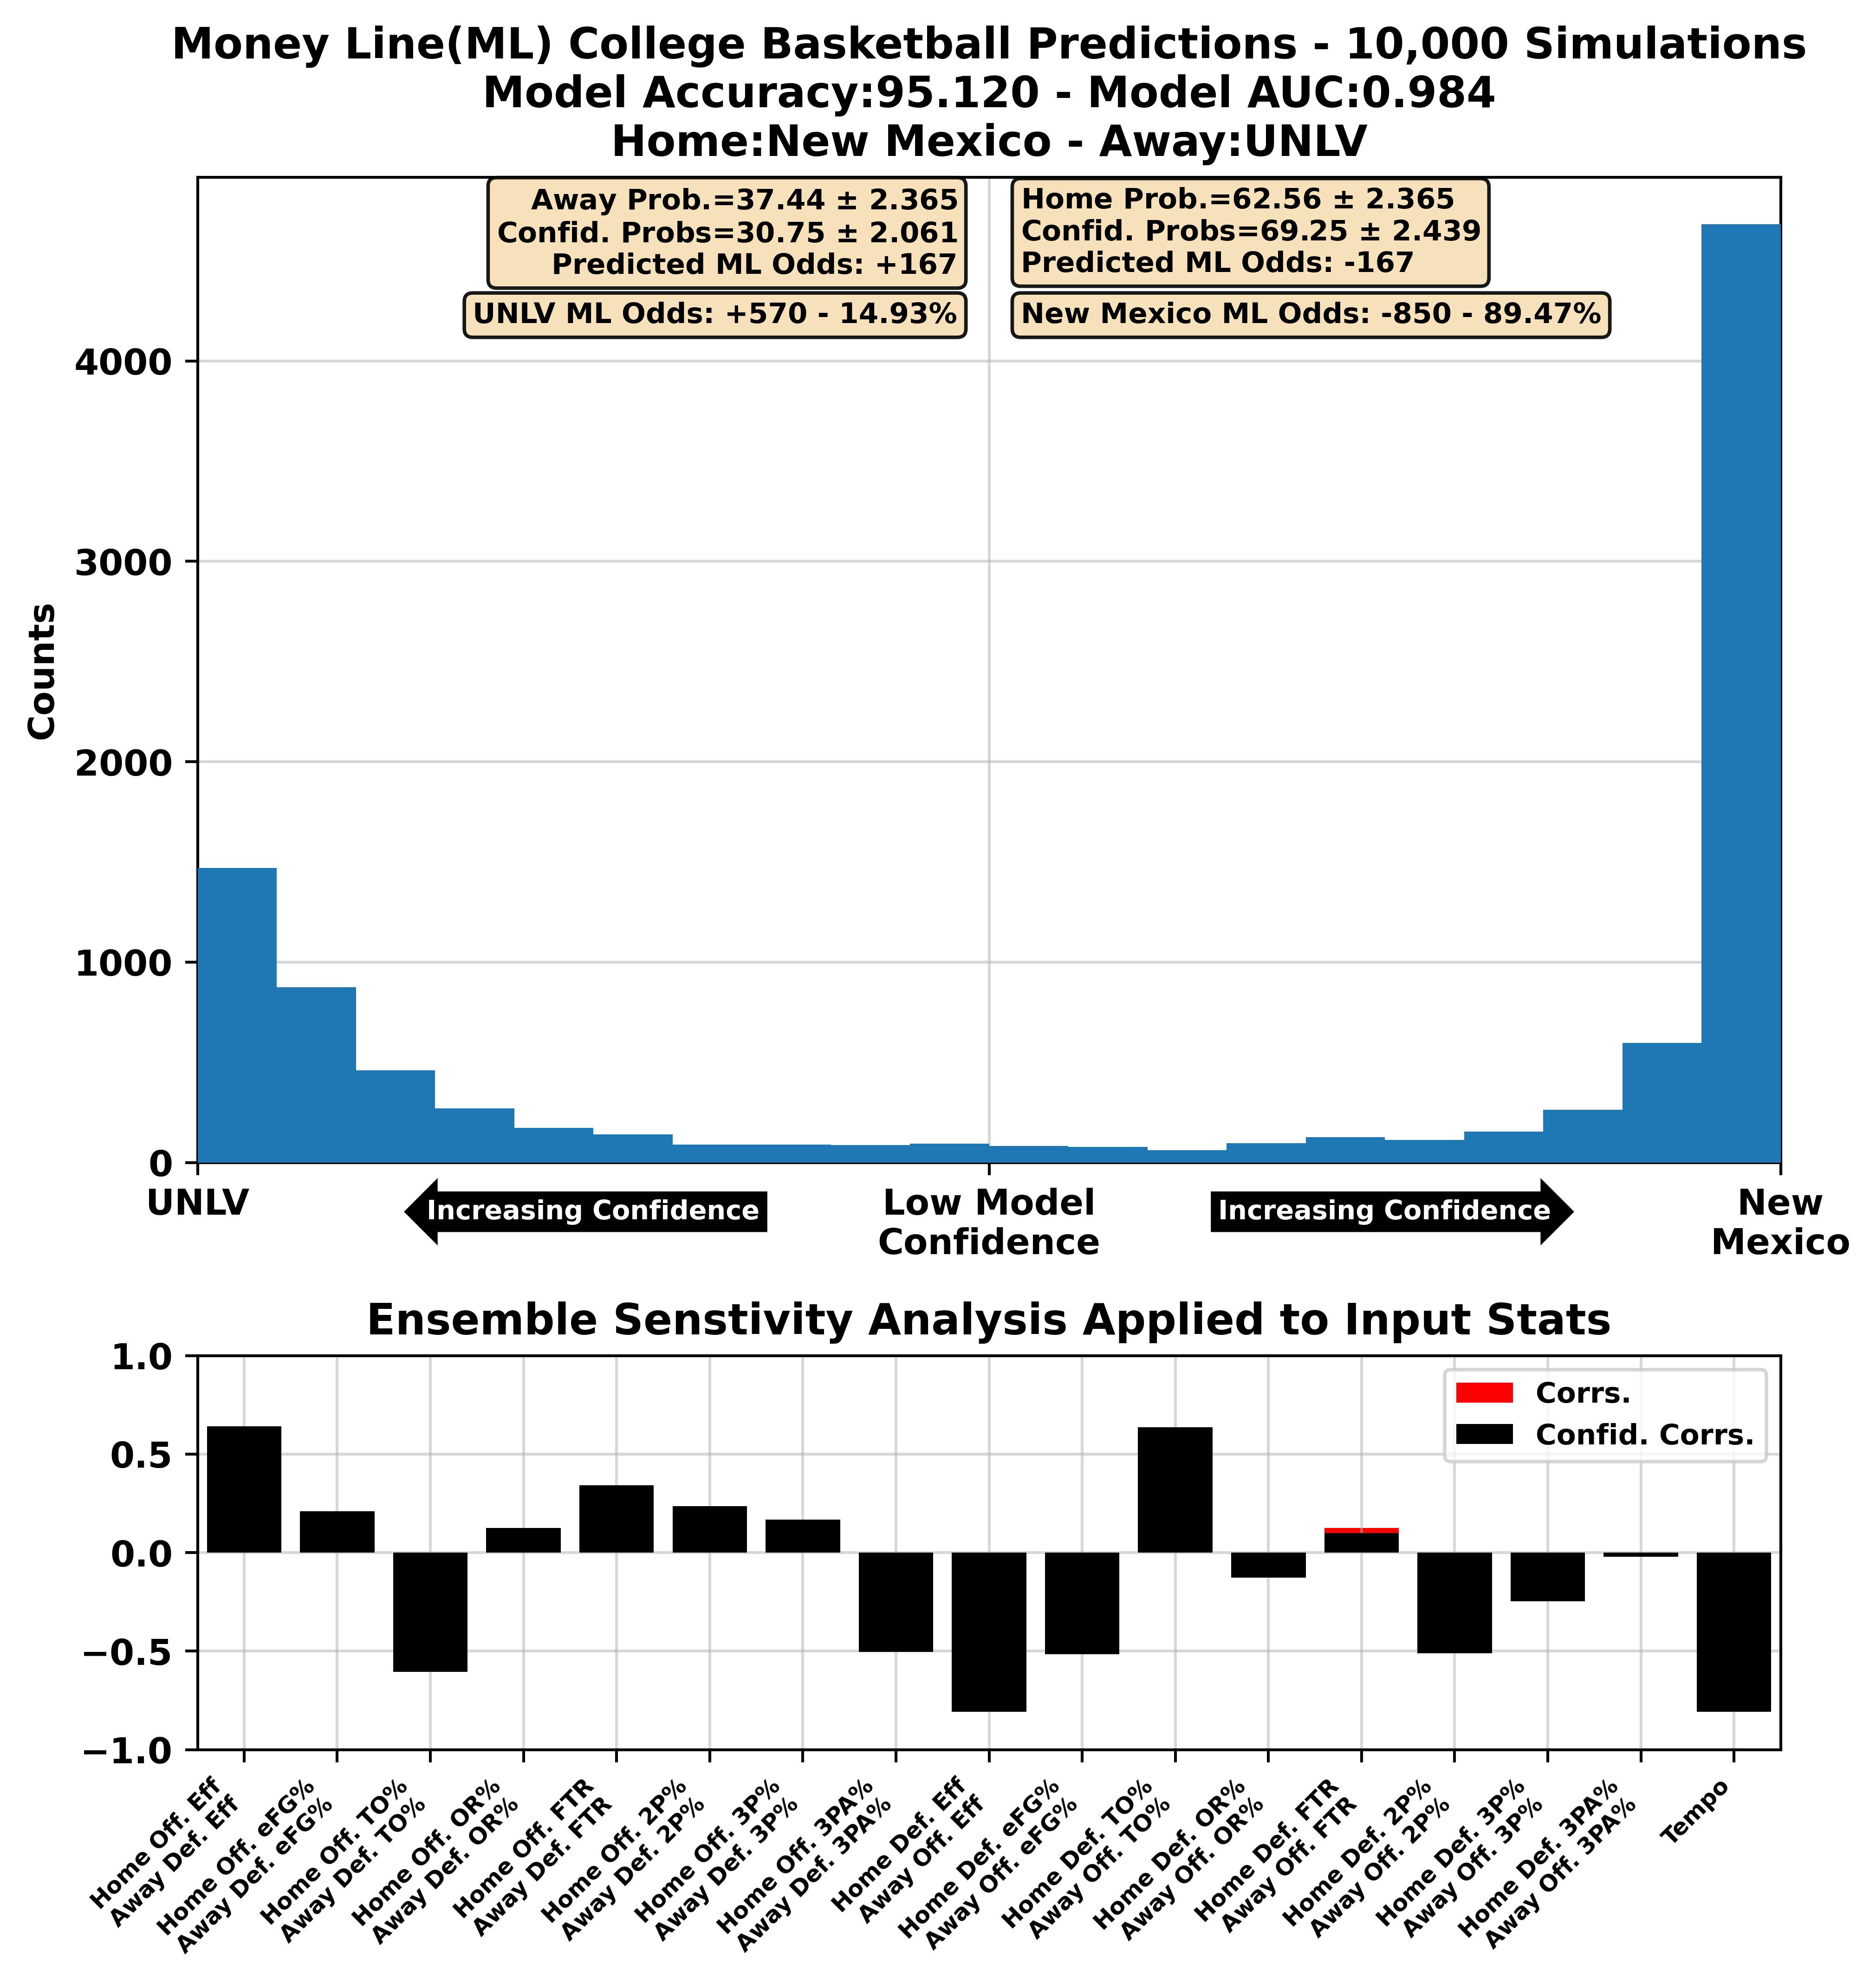 Money Line(ML) College Basketball Predictions - 10,000 Simulations
Model Accuracy:95.120 - Model AUC:0.984
Home:New Mexico - Away:UNLV
Away Prob.=37.44 ± 2.365
Confid. Probs=30.75 ± 2.061
Predicted ML Odds: +167
UNLV ML Odds: +570 - 14.93%
Home Prob.=62.56 ± 2.365
Confid. Probs=69.25 ± 2.439
Predicted ML Odds: -167
New Mexico ML Odds: -850 - 89.47%
Counts
4000
3000
2000
1000
0
UNLV
Increasing Confidence
Low Model
Confidence
Increasing Confidence
New
Mexico
Ensemble Senstivity Analysis Applied to Input Stats
1.0
0.5
0.0
−0.5
−1.0
Corrs.
Confid. Corrs.
Home Off. Eff
Away Def. Eff
Home Off. eFG%
Away Def. eFG%
Home Off. TO%
Away Def. TO%
Home Off. OR%
Away Def. OR%
Home Off. FTR
Away Def. FTR
Home Off. 2P%
Away Def. 2P%
Home Off. 3P%
Away Def. 3P%
Home Off. 3PA%
Away Def. 3PA%
Home Def. Eff
Away Off. Eff
Home Def. eFG%
Away Off. eFG%
Home Def. TO%
Away Off. TO%
Home Def. OR%
Away Off. OR%
Home Def. FTR
Away Off. FTR
Home Def. 2P%
Away Off. 2P%
Home Def. 3P%
Away Off. 3P%
Home Def. 3PA%
Away Off. 3PA%
Tempo